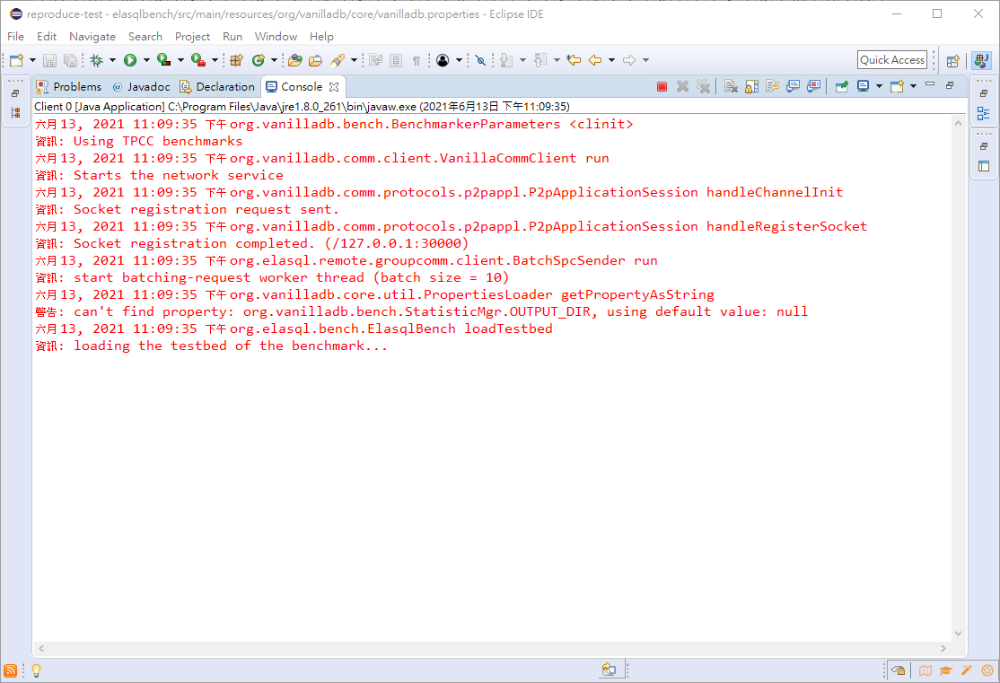 reproduce-test - elasqlbench/src/main/resources/org/vanilladb/core/vanilladb.properties - Eclipse IDE
File Edit Navigate Search Project Run Window Help
Quick Access
Problems @ Javadoc Declaration Console
Client 0 [Java Application] C:\Program Files\Java\jre1.8.0_261\bin\javaw.exe (2021年6月13日 下午11:09:35)
六月 13, 2021 11:09:35 下午 org.vanilladb.bench.BenchmarkerParameters <clinit>
資訊: Using TPCC benchmarks
六月 13, 2021 11:09:35 下午 org.vanilladb.comm.client.VanillaCommClient run
資訊: Starts the network service
六月 13, 2021 11:09:35 下午 org.vanilladb.comm.protocols.p2pappl.P2pApplicationSession handleChannelInit
資訊: Socket registration request sent.
六月 13, 2021 11:09:35 下午 org.vanilladb.comm.protocols.p2pappl.P2pApplicationSession handleRegisterSocket
資訊: Socket registration completed. (/127.0.0.1:30000)
六月 13, 2021 11:09:35 下午 org.elasql.remote.groupcomm.client.BatchSpcSender run
資訊: start batching-request worker thread (batch size = 10)
六月 13, 2021 11:09:35 下午 org.vanilladb.core.util.PropertiesLoader getPropertyAsString
警告: can't find property: org.vanilladb.bench.StatisticMgr.OUTPUT_DIR, using default value: null
六月 13, 2021 11:09:35 下午 org.elasql.bench.ElasqlBench loadTestbed
資訊: loading the testbed of the benchmark...